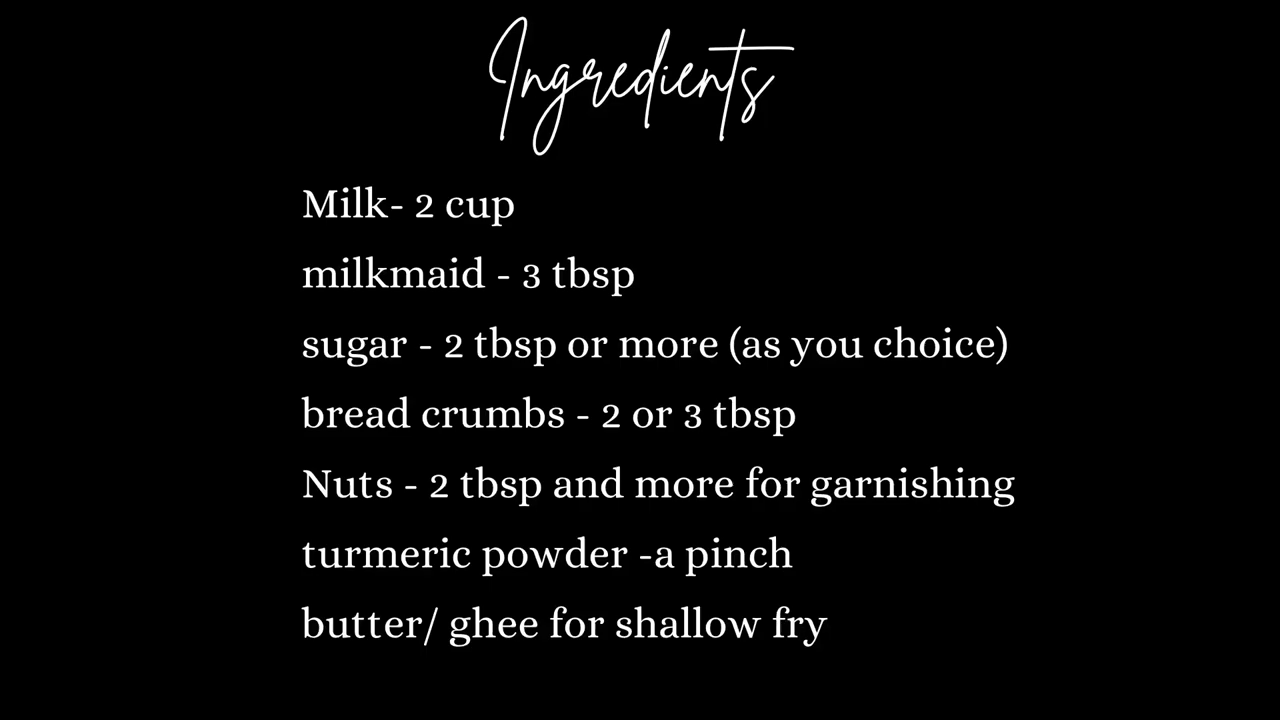 Ingredients
Milk- 2 cup
milkmaid - 3 tbsp
sugar - 2 tbsp or more (as you choice)
bread crumbs - 2 or 3 tbsp
Nuts - 2 tbsp and more for garnishing
turmeric powder -a pinch
butter/ ghee for shallow fry